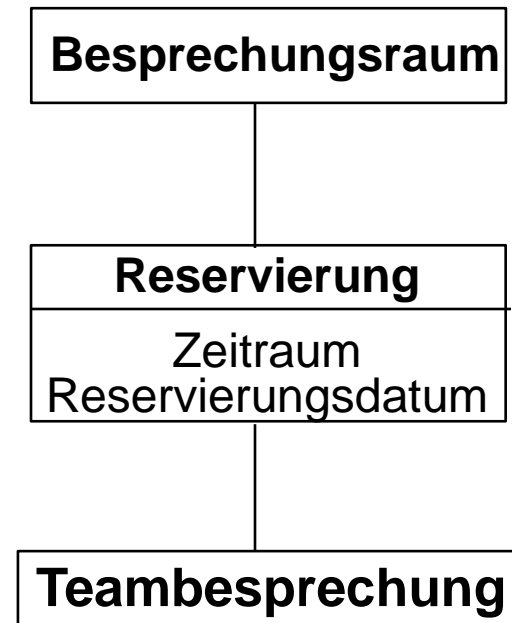 Besprechungsraum
Reservierung
Zeitraum
Reservierungsdatum
Teambesprechung